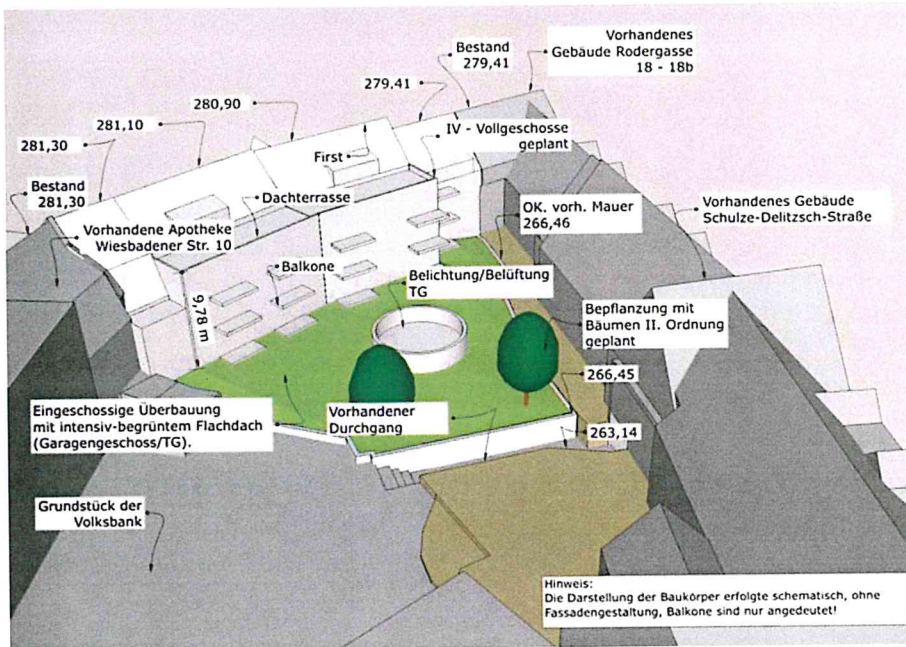 Vorhandenes
Gebäude Rodergasse
18 - 18b
Bestand
279,41
279,41
280,90
281,10
281,30
Bestand
281,30
IV - Vollgeschosse
geplant
First
Dachterrasse
OK. vorh. Mauer
266,46
Vorhandenes Gebäude
Schulze-Delitzsch-Straße
Vorhandene Apotheke
Wiesbadener Str. 10
Balkone
Belichtung/Belüftung
TG
9,78 m
Bepflanzung mit
Bäumen II. Ordnung
geplant
266,45
Eingeschossige Überbauung
mit intensiv-begrüntem Flachdach
(Garagengeschoss/TG).
Vorhandener
Durchgang
263,14
Grundstück der
Volksbank
Hinweis:
Die Darstellung der Baukörper erfolgte schematisch, ohne
Fassadengestaltung, Balkone sind nur angedeutet!